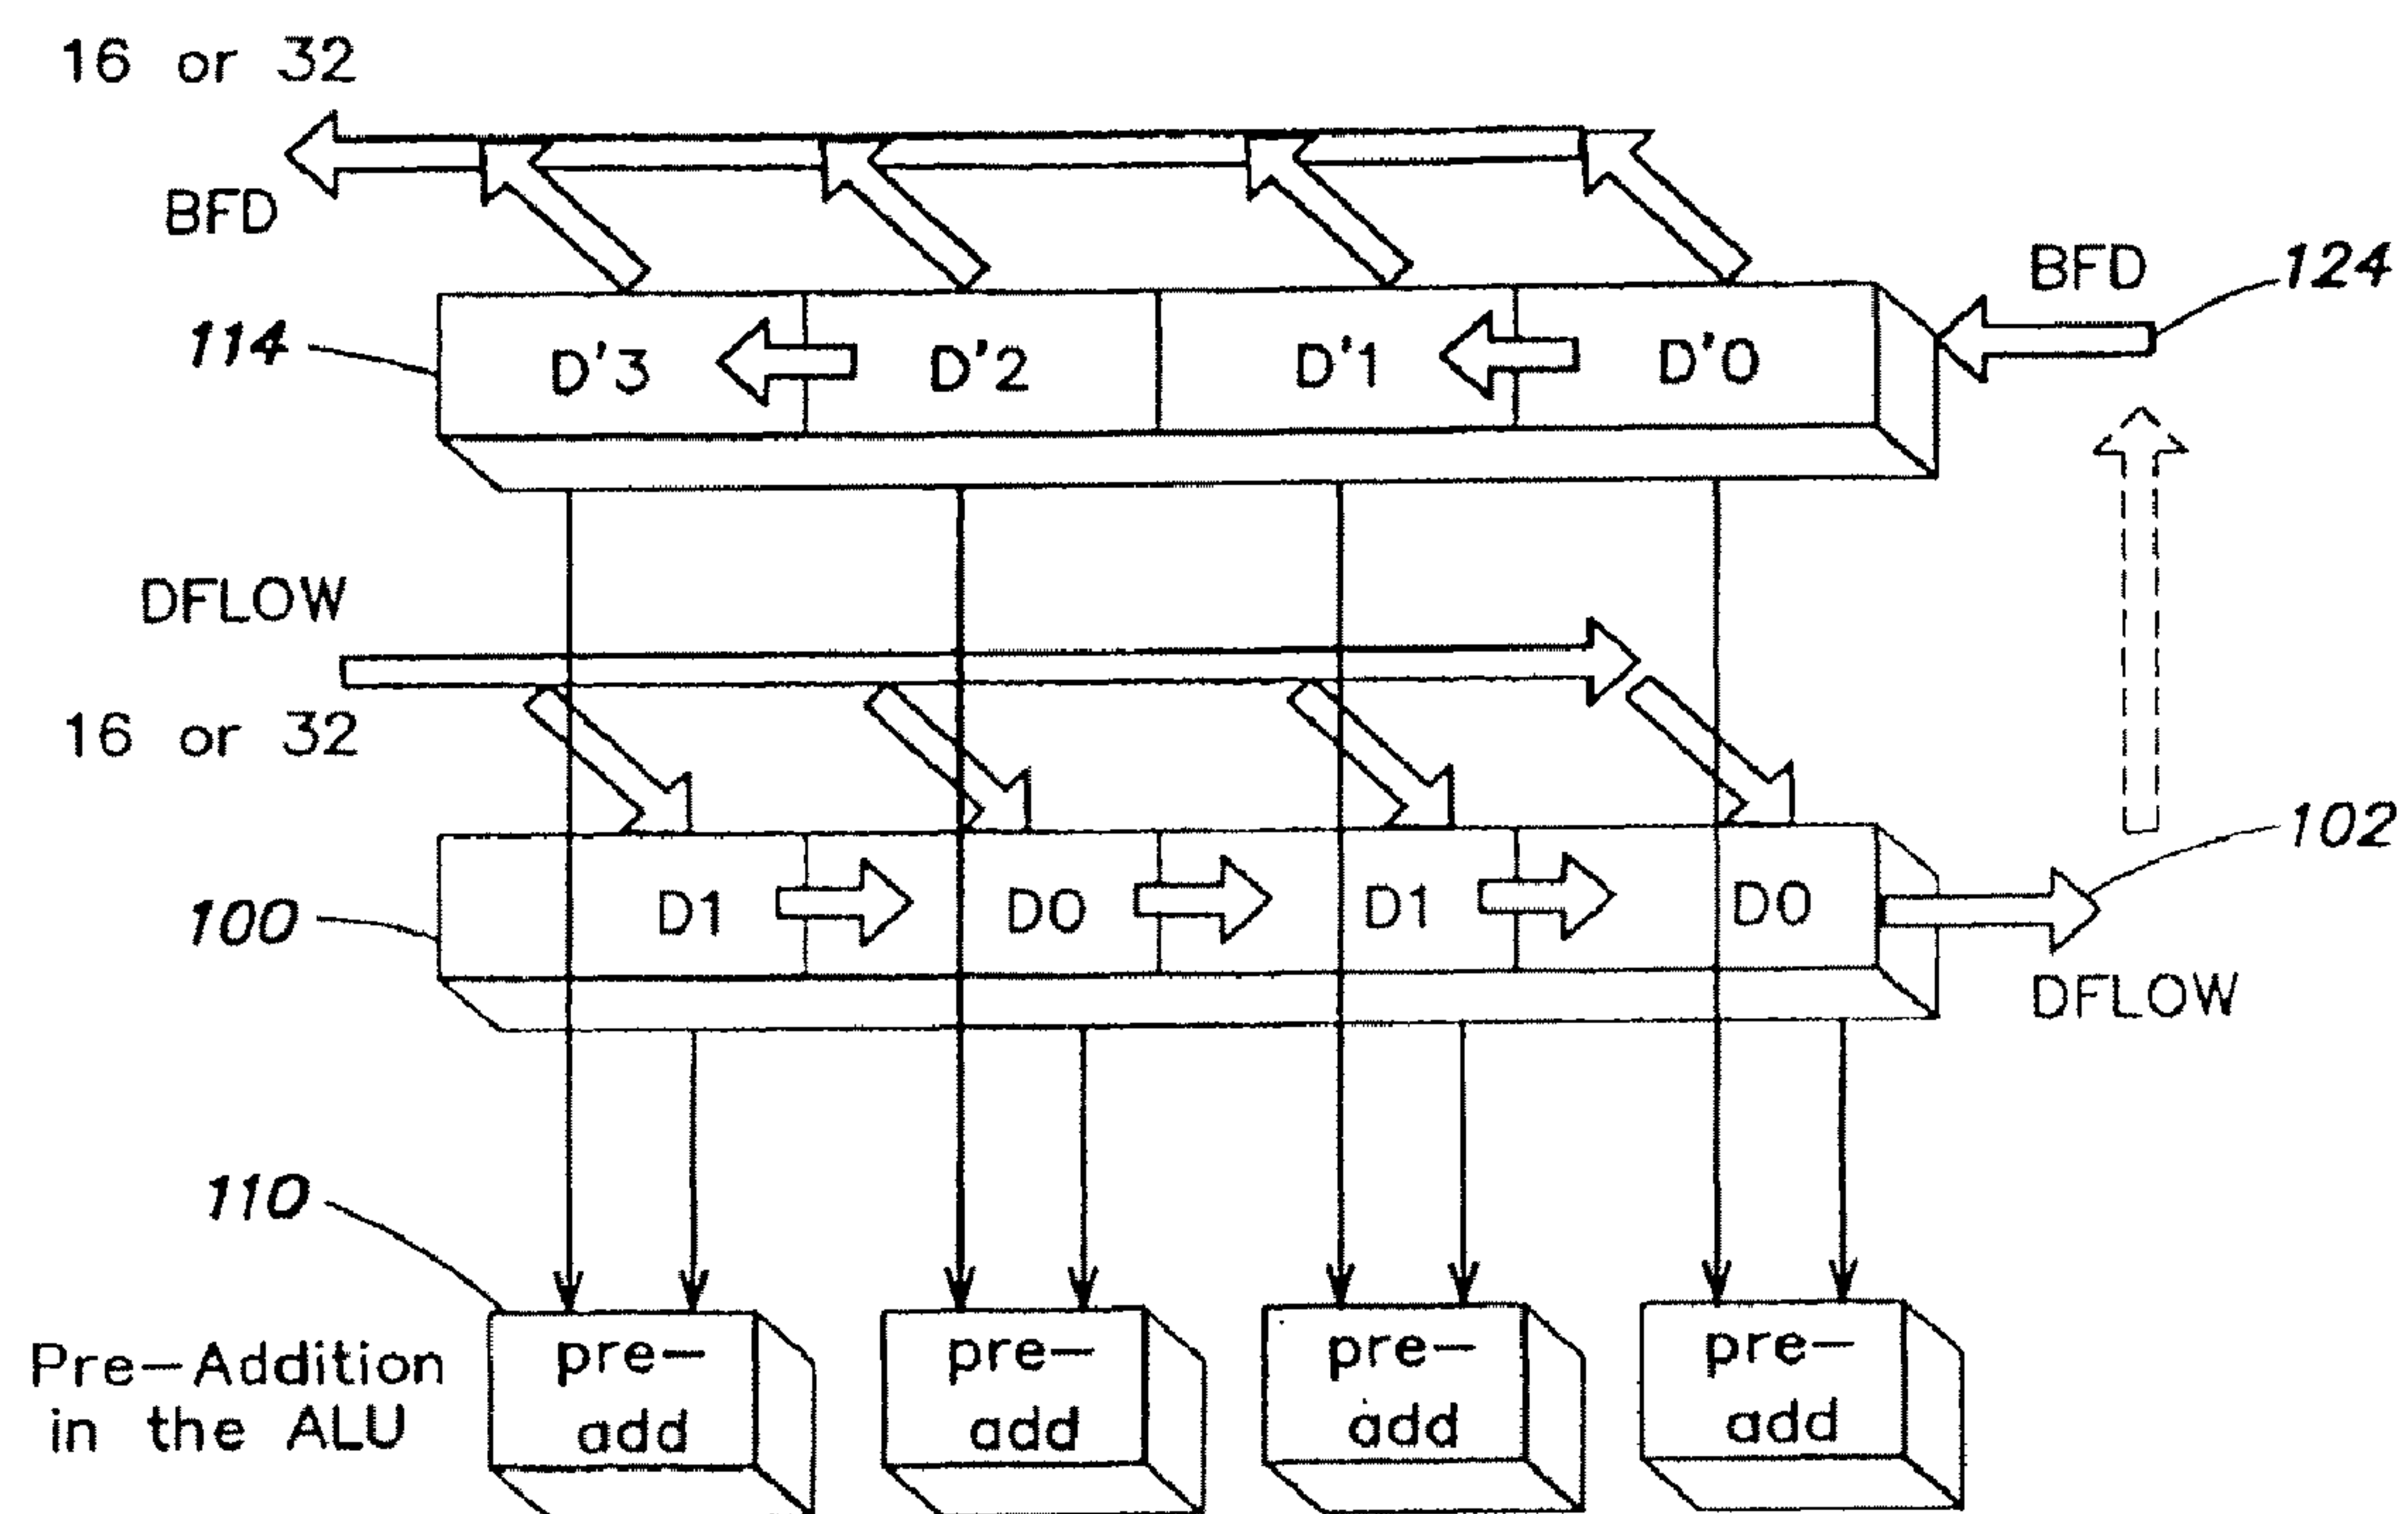 16 or 32
BFD
BFD
124
114
D'3
D'2
D'1
D'0
DFLOW
16 or 32
102
100
D1
D0
D1
D0
DFLOW
110
Pre-Addition
in the ALU
pre-
add
pre-
add
pre-
add
pre-
add